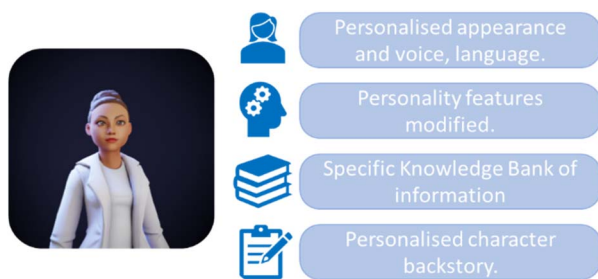 Personalised appearance
and voice, language.
Personality features
modified.
Specific Knowledge Bank of
information
Personalised character
backstory.